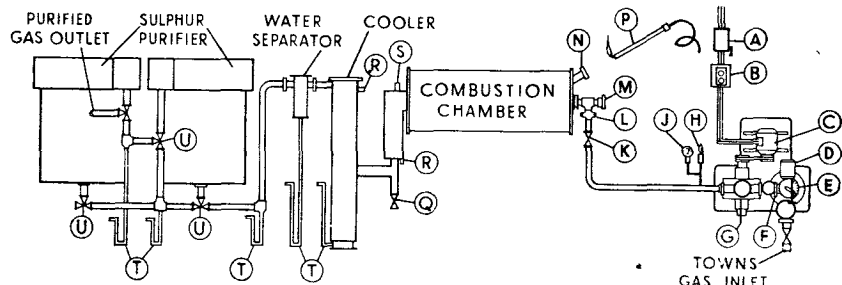 PURIFIED
GAS OUTLET
SULPHUR
PURIFIER
WATER
SEPARATOR
COOLER
S
R
COMBUSTION
CHAMBER
N
P
A
B
M
L
K
J
H
C
D
E
U
R
Q
U
U
T
T
T
G
F
TOWNS
GAS INLET